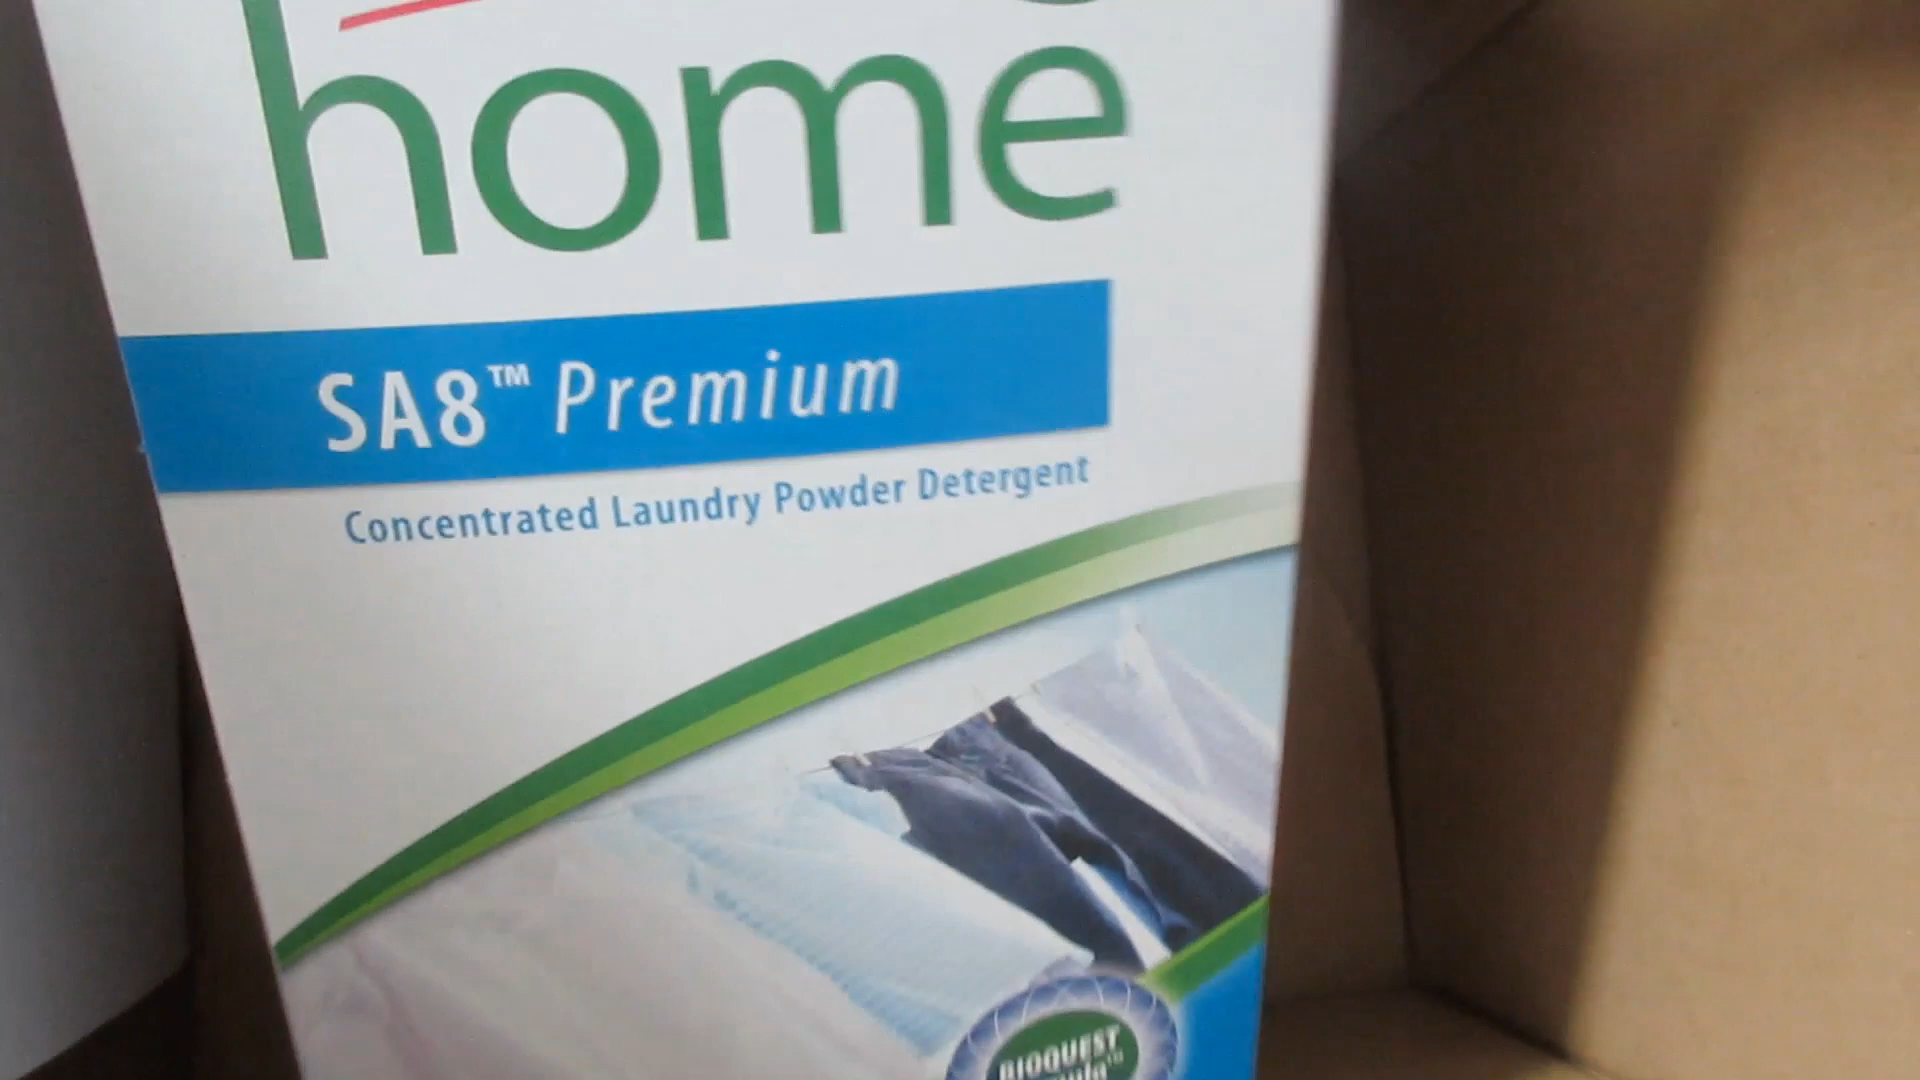 home
SA8™ Premium
Concentrated Laundry Powder Detergent
BIOQUEST